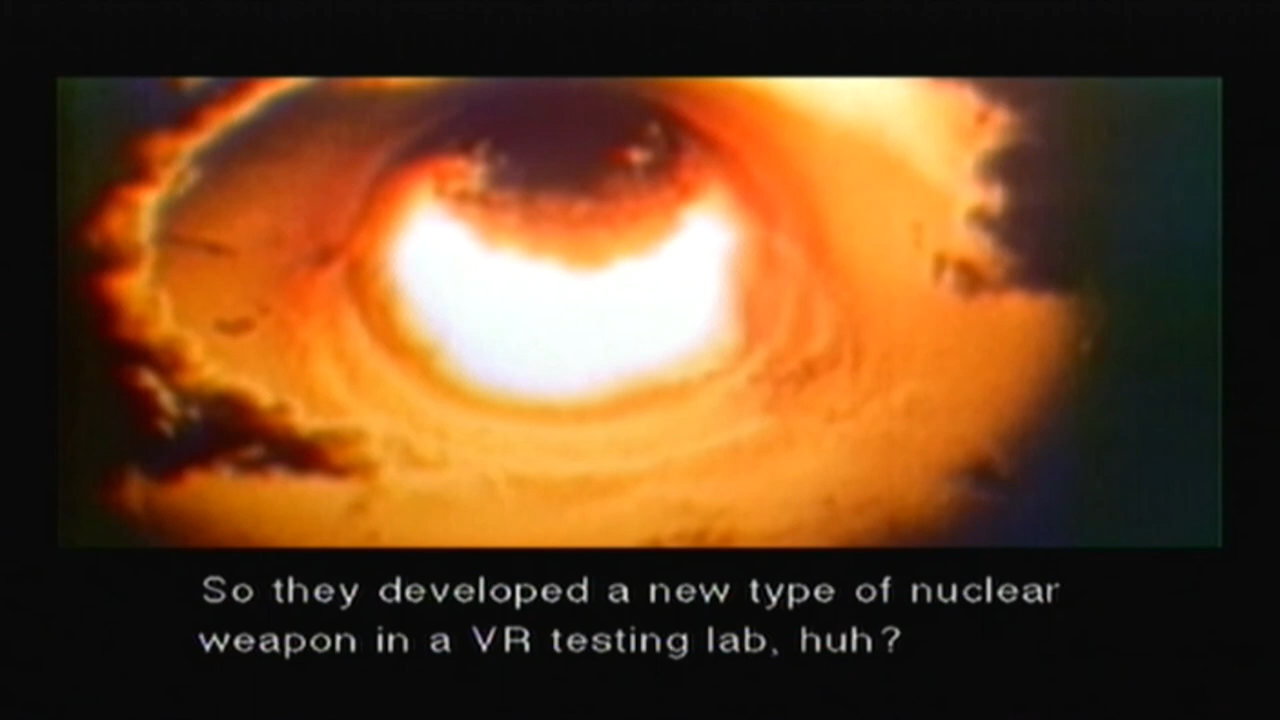 So they developed a new type of nuclear
weapon in a VR testing lab, huh?